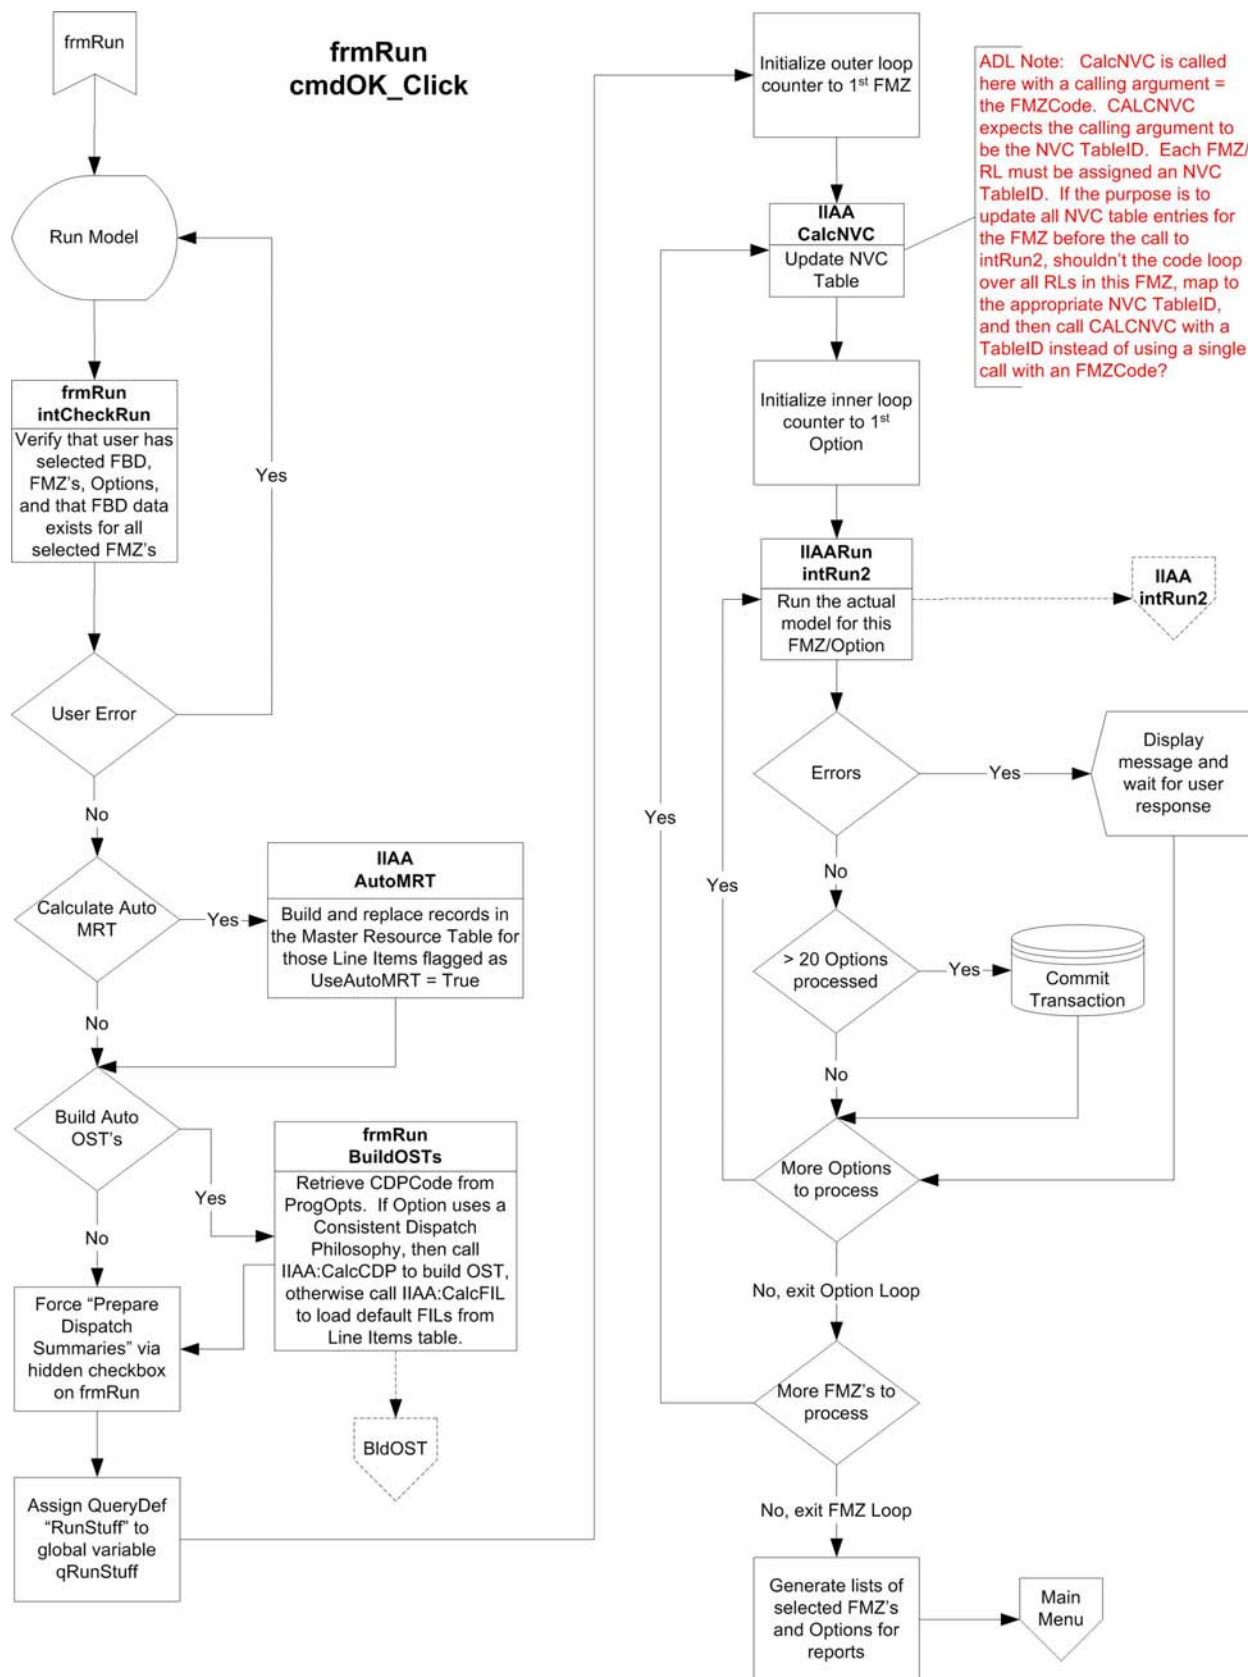 frmRun
frmRun
cmdOK_Click
Run Model
frmRun
intCheckRun
Verify that user has
selected FBD,
FMZ's, Options,
and that FBD data
exists for all
selected FMZ's
Yes
User Error
No
Calculate Auto
MRT
Yes
IIAA
AutoMRT
Build and replace records in
the Master Resource Table for
those Line Items flagged as
UseAutoMRT = True
No
Build Auto
OST's
Yes
frmRun
BuildOSTs
Retrieve CDPCode from
ProgOpts. If Option uses a
Consistent Dispatch
Philosophy, then call
IIAA:CalcCDP to build OST,
otherwise call IIAA:CalcFIL
to load default FILs from
Line Items table.
No
Force “Prepare
Dispatch
Summaries” via
hidden checkbox
on frmRun
BldOST
Assign QueryDef
“RunStuff” to
global variable
qRunStuff
Initialize outer loop
counter to 1st FMZ
ADL Note: CalcNVC is called
here with a calling argument =
the FMZCode. CALCNVC
expects the calling argument to
be the NVC TableID. Each FMZ/
RL must be assigned an NVC
TableID. If the purpose is to
update all NVC table entries for
the FMZ before the call to
intRun2, shouldn't the code loop
over all RLs in this FMZ, map to
the appropriate NVC TableID,
and then call CALCNVC with a
TableID instead of using a single
call with an FMZCode?
IIAA
CalcNVC
Update NVC
Table
Initialize inner loop
counter to 1st
Option
IIAARun
intRun2
Run the actual
model for this
FMZ/Option
IIAA
intRun2
Errors
Yes
Display
message and
wait for user
response
Yes
Yes
No
> 20 Options
processed
Yes
Commit
Transaction
No
More Options
to process
No, exit Option Loop
More FMZ's to
process
No, exit FMZ Loop
Generate lists of
selected FMZ's
and Options for
reports
Main
Menu